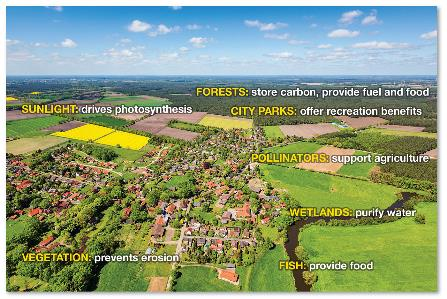 FORESTS: store carbon, provide fuel and food
SUNLIGHT: drives photosynthesis
CITY PARKS: offer recreation benefits
POLLINATORS: support agriculture
WETLANDS: purify water
VEGETATION: prevents erosion
FISH: provide food